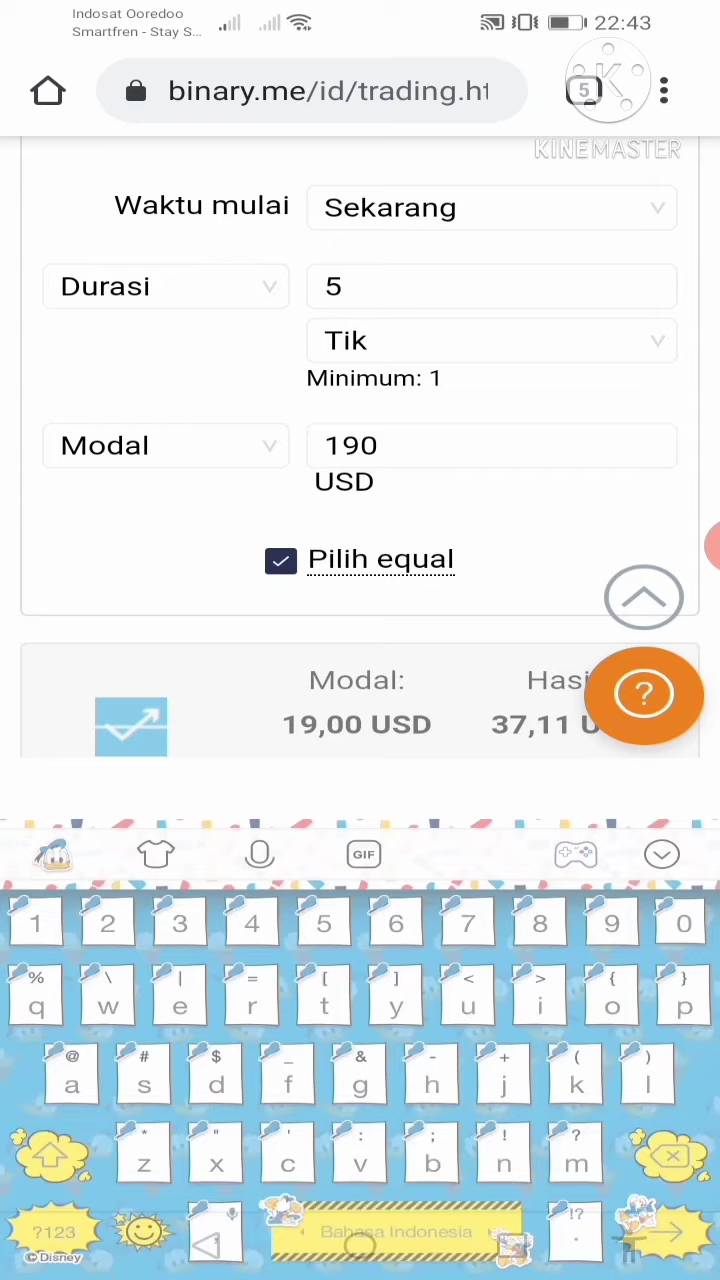 Indosat Ooredoo
Smartfren - Stay S...
22:43
binary.me/id/trading.ht
5
K
KINEMASTER
Waktu mulai Sekarang
Durasi 5
Tik
Minimum: 1
Modal 190
USD
Pilih equal
?
Modal: Hasi
19,00 USD 37,11 U
GIF
1 2 3 4 5 6 7 8 9 0
% \ | = [ ] < > { }
q w e r t y u i o p
@ # $ _ & - + ( )
a s d f g h j k l
* " ' : ; ! ?
z x c v b n m
?123 Bahasa Indonesia !? .
© Disney